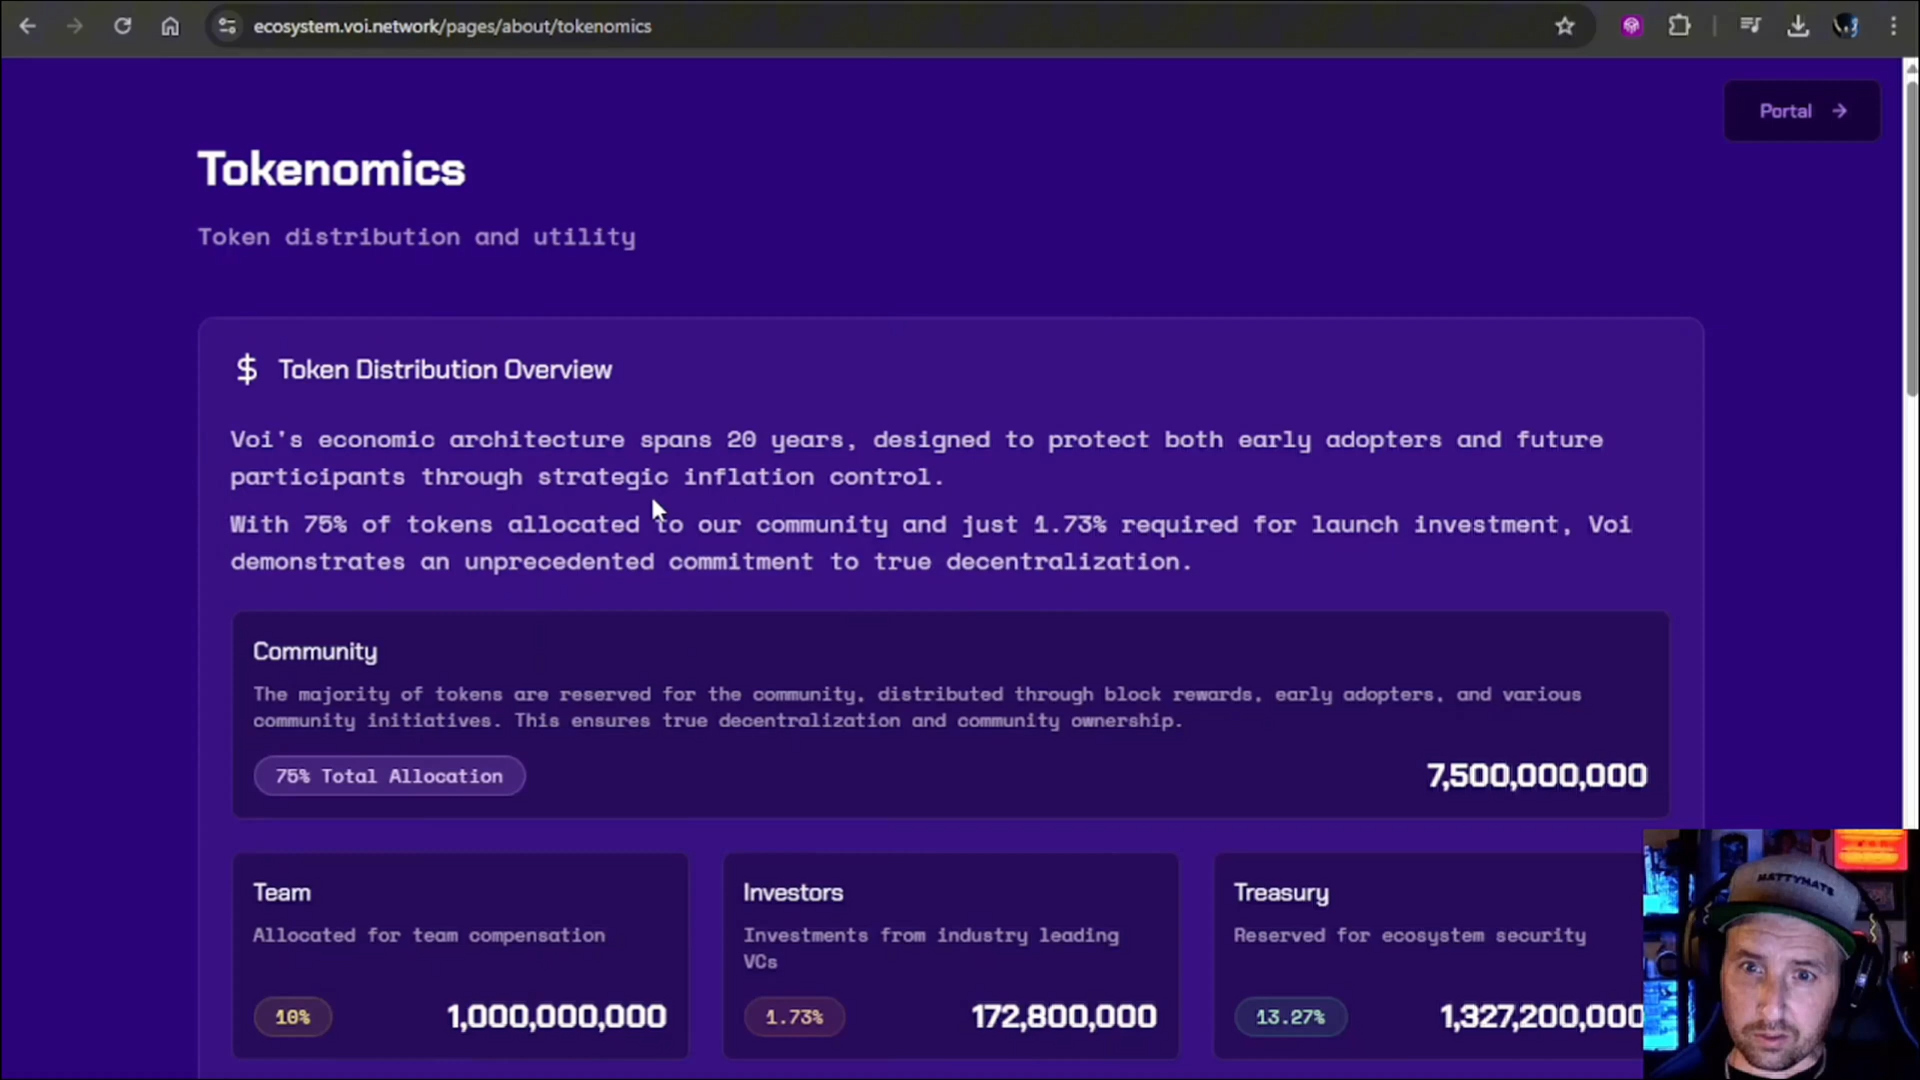 ecosystem.voi.network/pages/about/tokenomics
Portal →
Tokenomics
Token distribution and utility
$ Token Distribution Overview
Voi's economic architecture spans 20 years, designed to protect both early adopters and future
participants through strategic inflation control.
With 75% of tokens allocated to our community and just 1.73% required for launch investment, Voi
demonstrates an unprecedented commitment to true decentralization.
Community
The majority of tokens are reserved for the community, distributed through block rewards, early adopters, and various
community initiatives. This ensures true decentralization and community ownership.
75% Total Allocation
7,500,000,000
Team
Allocated for team compensation
10%
1,000,000,000
Investors
Investments from industry leading
VCs
1.73%
172,800,000
Treasury
Reserved for ecosystem security
13.27%
1,327,200,000
MATTYMATS